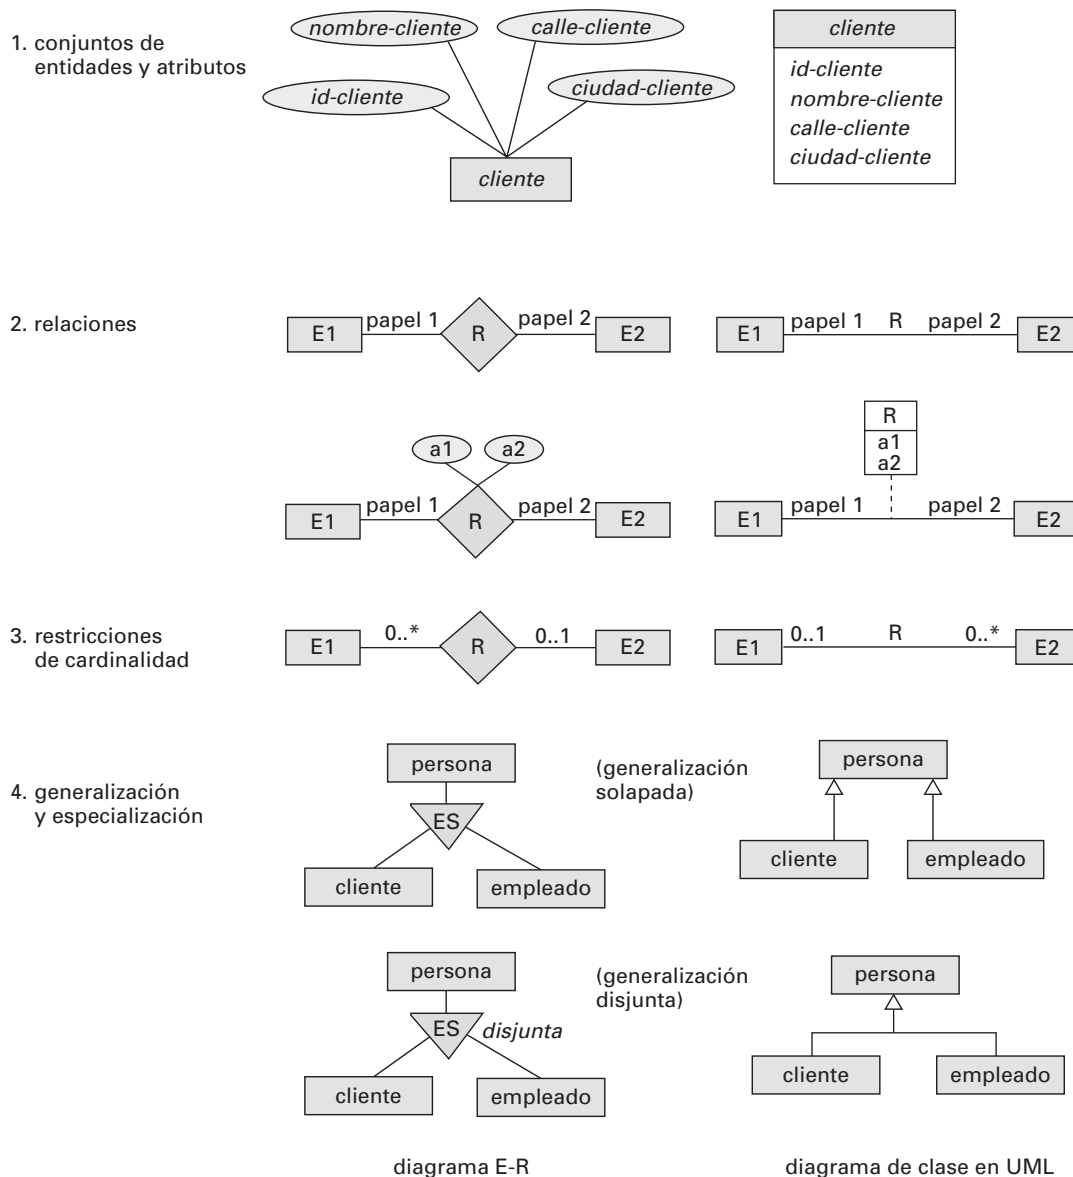 1. conjuntos de
entidades y atributos
nombre-cliente
calle-cliente
id-cliente
ciudad-cliente
cliente
cliente
id-cliente
nombre-cliente
calle-cliente
ciudad-cliente
2. relaciones
E1 papel 1 R papel 2 E2
E1 papel 1 R papel 2 E2
a1 a2
E1 papel 1 R papel 2 E2
R
a1
a2
E1 papel 1 papel 2 E2
3. restricciones
de cardinalidad
E1 0..* R 0..1 E2
E1 0..1 R 0..* E2
4. generalización
y especialización
persona
ES
cliente empleado
(generalización
solapada)
persona
cliente empleado
persona
ES disjunta
cliente empleado
(generalización
disjunta)
persona
cliente empleado
diagrama E-R
diagrama de clase en UML